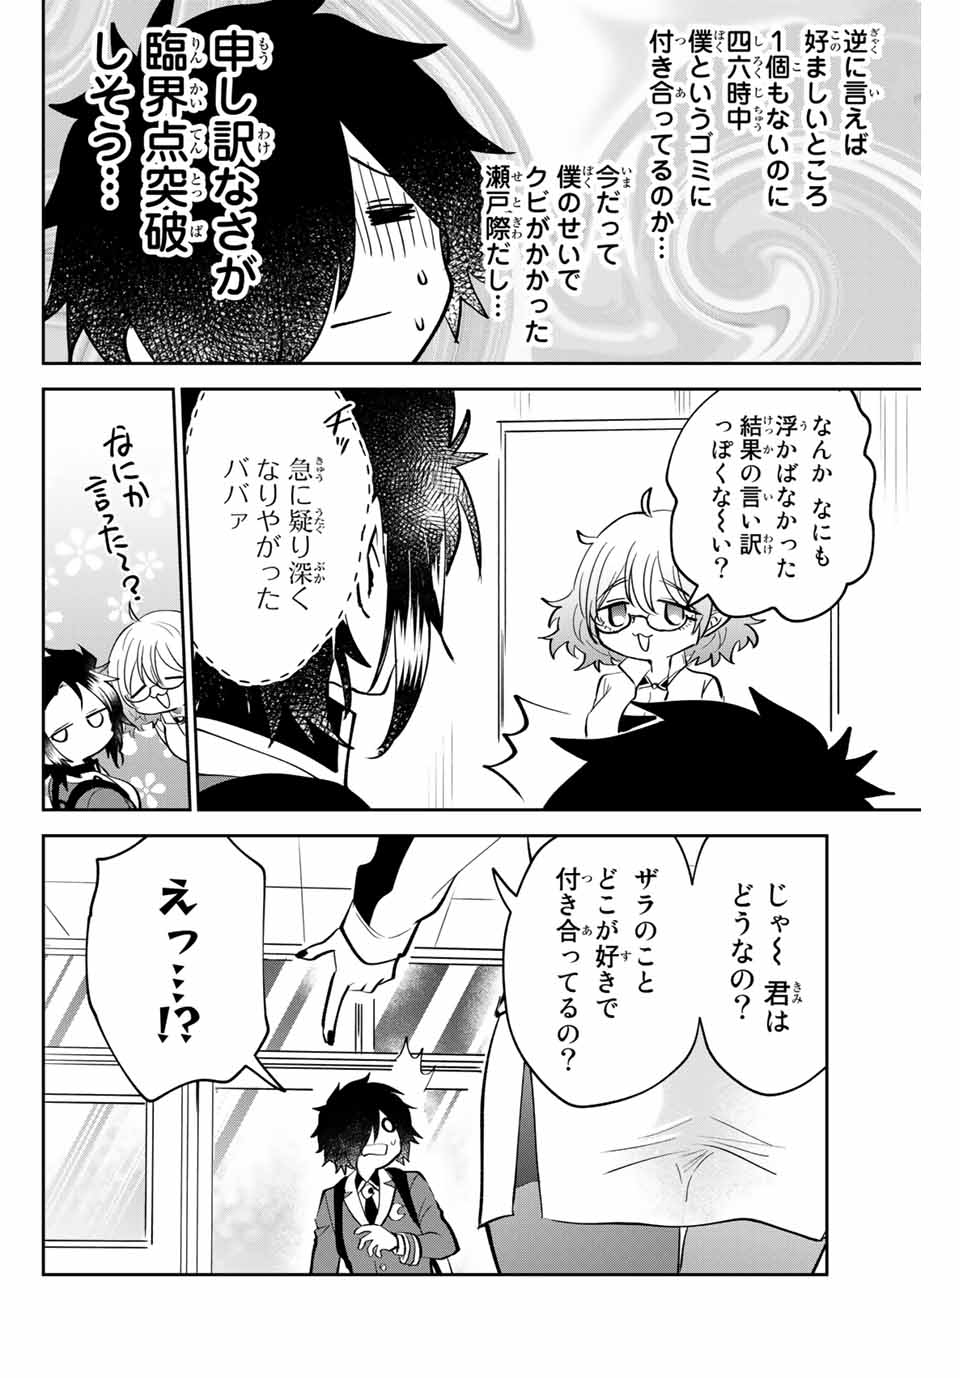 逆に言えば
好ましいところ
1個もないのに
四六時中
僕というゴミに
付き合ってるのか…
今だって
僕のせいで
クビがかかった
瀬戸際だし…
申し訳なさが
臨界点突破
しそう…
なんか なにも
浮かばなかった
結果の言い訳
っぽくな〜い?
チッ
急に疑り深く
なりやがった
ババァ
なにか
言った〜?
じゃ〜 君は
どうなの?
ザラのこと
どこが好きで
付き合ってるの?
えっ…!?